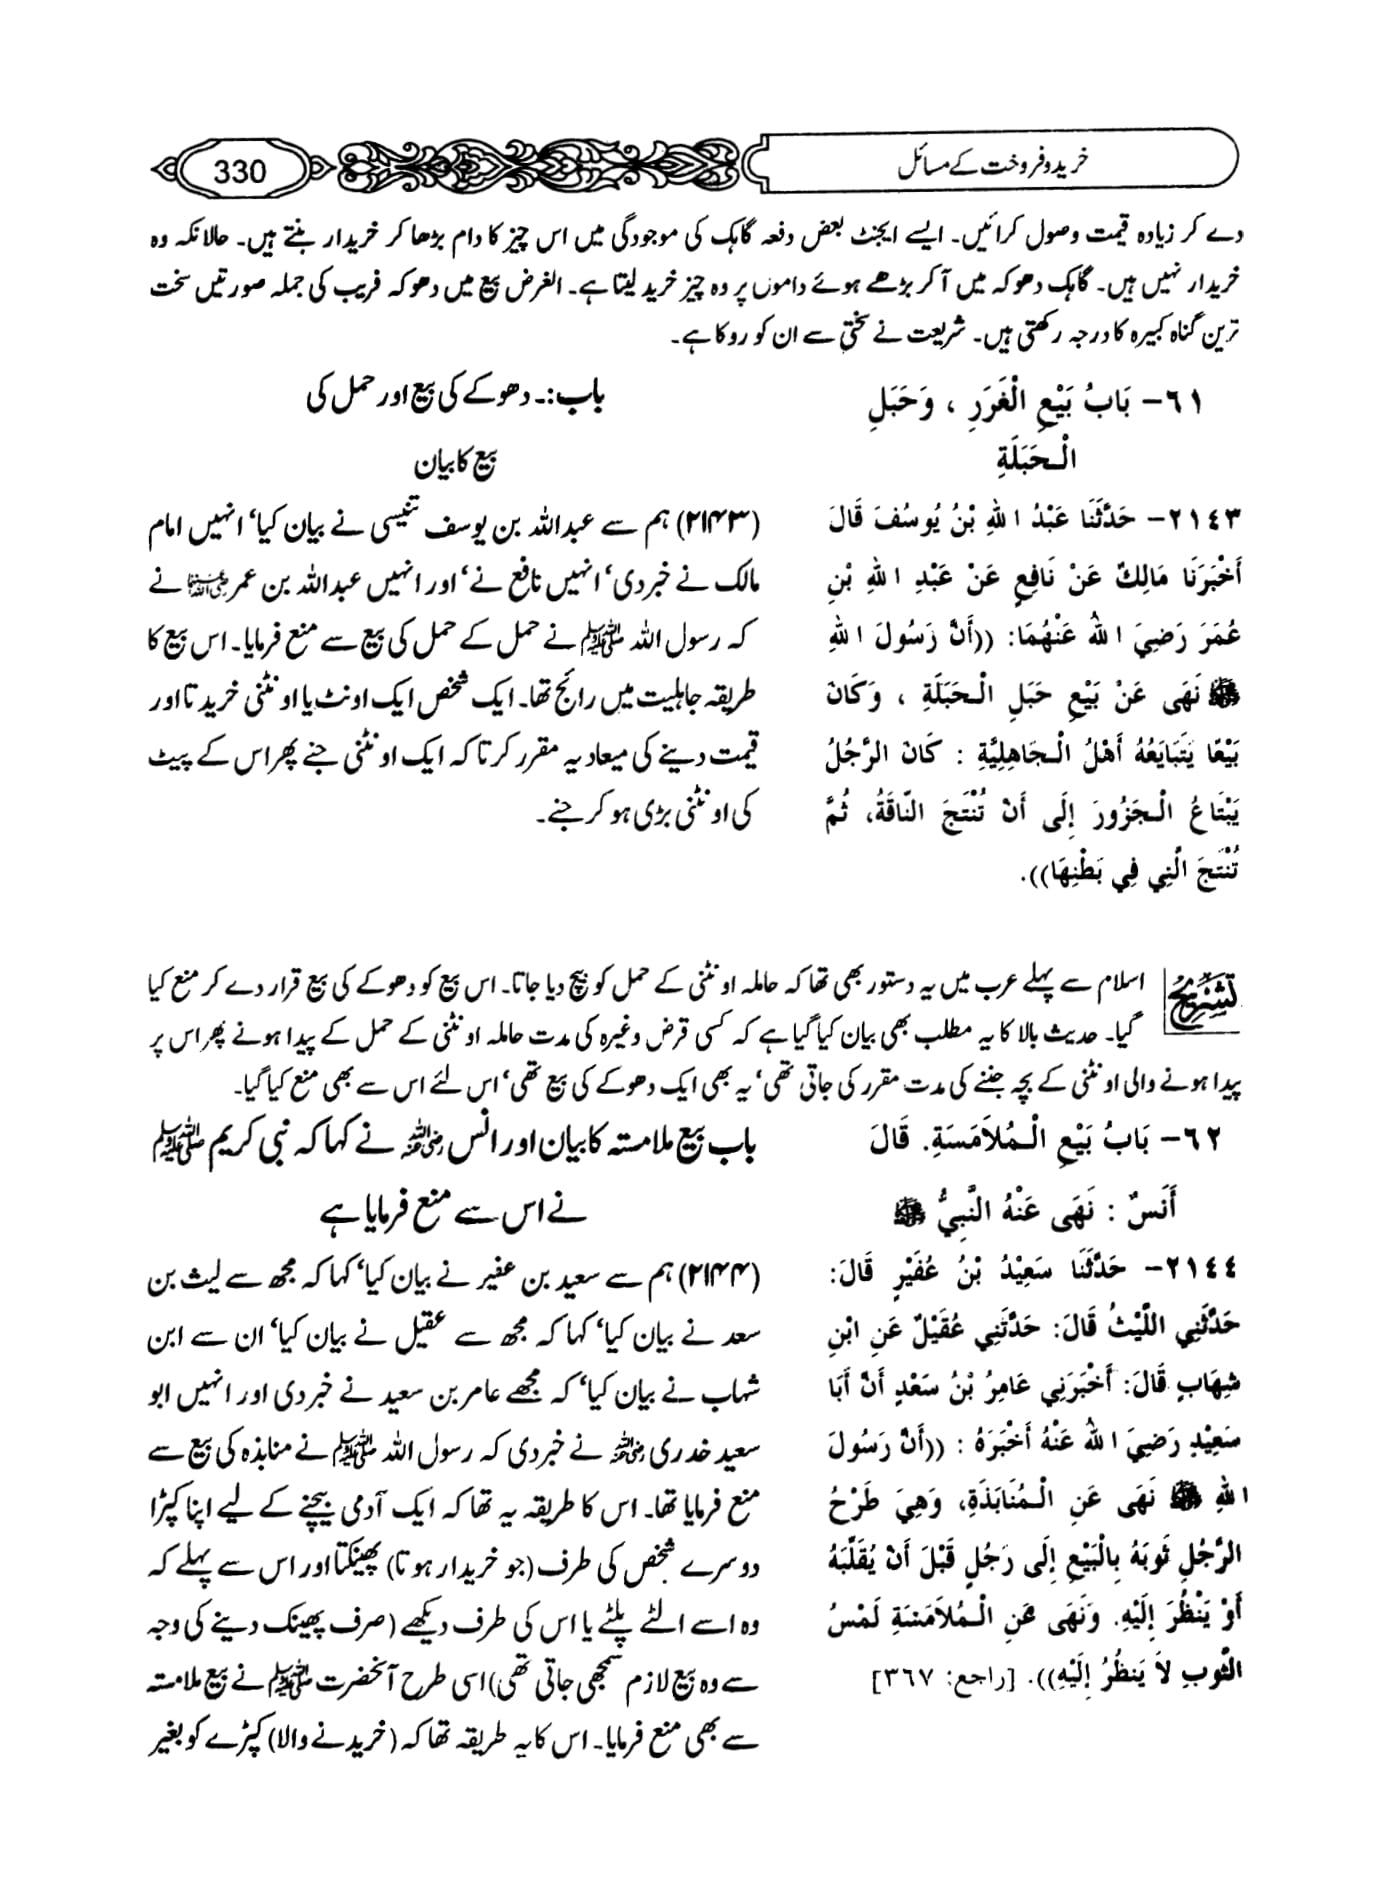 خرید و فروخت کے مسائل
330
دے کر زیادہ قیمت وصول کرائیں۔ ایسے ایجنٹ بعض دفعہ گاہک کی موجودگی میں اس چیز کا دام بڑھا کر خریدار بنتے ہیں۔ حالانکہ وہ
خریدار نہیں ہیں۔ گاہک دھوکہ میں آکر بڑھے ہوئے داموں پر وہ چیز خرید لیتا ہے۔ الغرض بیع میں دھوکہ فریب کی جملہ صورتیں سخت
ترین گناہ کبیرہ کا درجہ رکھتی ہیں۔ شریعت نے سختی سے ان کو روکا ہے۔
٦١- بَابُ بَيْعِ الْغَرَرِ ، وَحَبَلِ
الْـحَبَلَةِ
٢١٤٣- حَدَّثَنَا عَبْدُ اللهِ بْنُ يُوسُفَ قَالَ
أَخْبَرَنَا مَالِكٌ عَنْ نَافِعٍ عَنْ عَبْدِ اللهِ بْنِ
عُمَرَ رَضِيَ اللهُ عَنْهُمَا: ((أَنَّ رَسُولَ اللهِ
ﷺ نَهَى عَنْ بَيْعِ حَبَلِ الْـحَبَلَةِ ، وَكَانَ
بَيْعًا يَتَبَايَعُهُ أَهْلُ الْـجَاهِلِيَّةِ : كَانَ الرَّجُلُ
يَبْتَاعُ الْـجَزُورَ إِلَى أَنْ تُنْتَجَ النَّاقَةُ، ثُمَّ
تُنْتَجَ الَّتِي فِي بَطْنِهَا)).
باب:۔ دھوکے کی بیع اور حمل کی
بیع کا بیان
(۲۱۴۳) ہم سے عبداللہ بن یوسف تنیسی نے بیان کیا‘ انہیں امام
مالک نے خبر دی‘ انہیں نافع نے‘ اور انہیں عبداللہ بن عمر رضی اللہ عنہما نے
کہ رسول اللہ ﷺ نے حمل کے حمل کی بیع سے منع فرمایا۔ اس بیع کا
طریقہ جاہلیت میں رائج تھا۔ ایک شخص ایک اونٹ یا اونٹنی خریدتا اور
قیمت دینے کی میعاد یہ مقرر کرتا کہ ایک اونٹنی جنے پھر اس کے پیٹ
کی اونٹنی بڑی ہو کر جنے۔
تشریح
اسلام سے پہلے عرب میں یہ دستور بھی تھا کہ حاملہ اونٹنی کے حمل کو بیچ دیا جاتا۔ اس بیع کو دھوکے کی بیع قرار دے کر منع کیا
گیا۔ حدیث بالا کا یہ مطلب بھی بیان کیا گیا ہے کہ کسی قرض وغیرہ کی مدت حاملہ اونٹنی کے حمل کے پیدا ہونے پھر اس پر
پیدا ہونے والی اونٹنی کے بچہ جننے کی مدت مقرر کی جاتی تھی‘ یہ بھی ایک دھوکے کی بیع تھی‘ اس لئے اس سے بھی منع کیا گیا۔
٦٢- بَابُ بَيْعِ الْـمُلاَمَسَةِ. قَالَ
أَنَسٌ : نَهَى عَنْهُ النَّبِيُّ ﷺ
٢١٤٤- حَدَّثَنَا سَعِيْدُ بْنُ عُفَيْرٍ قَالَ:
حَدَّثَنِي اللَّيْثُ قَالَ: حَدَّثَنِي عُقَيْلٌ عَنِ ابْنِ
شِهَابٍ قَالَ: أَخْبَرَنِي عَامِرُ بْنُ سَعْدٍ أَنَّ أَبَا
سَعِيْدٍ رَضِيَ اللهُ عَنْهُ أَخْبَرَهُ : ((أَنَّ رَسُولَ
اللهِ ﷺ نَهَى عَنِ الْـمُنَابَذَةِ، وَهِيَ طَرْحُ
الرَّجُلِ ثَوبَهُ بِالْبَيْعِ إِلَى رَجُلٍ قَبْلَ أَنْ يُقَلِّبَهُ
أَوْ يَنْظُرَ إِلَيْهِ. وَنَهَى عَنِ الْـمُلاَمَسَةِ لَمْسُ
الثَّوبِ لاَ يَنظُرُ إِلَيْهِ)). [راجع: ٣٦٧]
باب بیع ملامسۃ کا بیان اور انس رضی اللہ عنہ نے کہا کہ نبی کریم ﷺ
نے اس سے منع فرمایا ہے
(۲۱۴۴) ہم سے سعید بن عفیر نے بیان کیا‘ کہا کہ مجھ سے لیث بن
سعد نے بیان کیا‘ کہا کہ مجھ سے عقیل نے بیان کیا‘ ان سے ابن
شہاب نے بیان کیا‘ کہ مجھے عامر بن سعید نے خبر دی اور انہیں ابو
سعید خدری رضی اللہ عنہ نے خبر دی کہ رسول اللہ ﷺ نے منابذہ کی بیع سے
منع فرمایا تھا۔ اس کا طریقہ یہ تھا کہ ایک آدمی بیچنے کے لیے اپنا کپڑا
دوسرے شخص کی طرف (جو خریدار ہوتا) پھینکتا اور اس سے پہلے کہ
وہ اسے الٹے پلٹے یا اس کی طرف دیکھے (صرف پھینک دینے کی وجہ
سے وہ بیع لازم سمجھی جاتی تھی) اسی طرح آنحضرت ﷺ نے بیع ملامسۃ
سے بھی منع فرمایا۔ اس کا یہ طریقہ تھا کہ (خریدنے والا) کپڑے کو بغیر